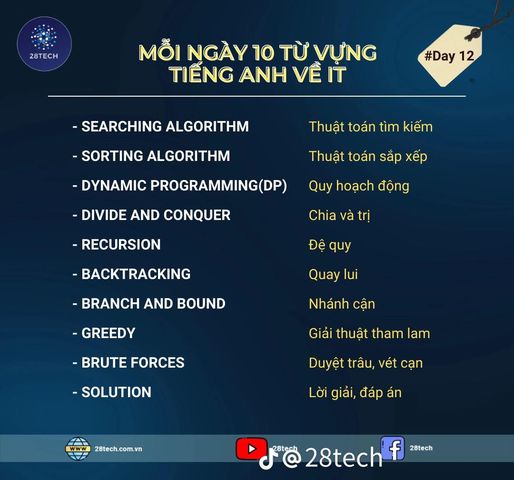 28TECH
MỖI NGÀY 10 TỪ VỰNG
TIẾNG ANH VỀ IT
#Day 12
- SEARCHING ALGORITHM Thuật toán tìm kiếm
- SORTING ALGORITHM Thuật toán sắp xếp
- DYNAMIC PROGRAMMING(DP) Quy hoạch động
- DIVIDE AND CONQUER Chia và trị
- RECURSION Đệ quy
- BACKTRACKING Quay lui
- BRANCH AND BOUND Nhánh cận
- GREEDY Giải thuật tham lam
- BRUTE FORCES Duyệt trâu, vét cạn
- SOLUTION Lời giải, đáp án
www 28tech.com.vn 28tech 28tech
@28tech